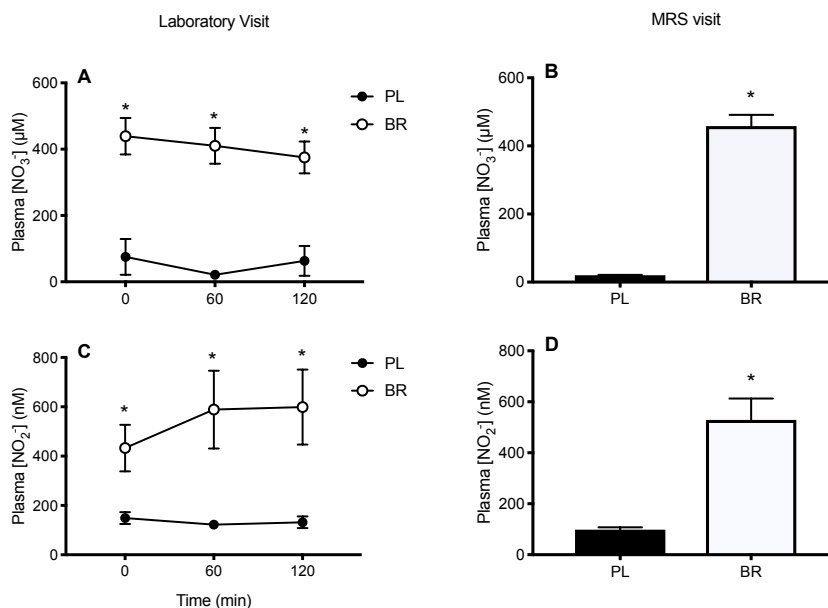 Laboratory Visit
MRS visit
A
Plasma [NO₃⁻] (µM)
600
400
200
0
0 60 120
*
*
*
PL
BR
B
Plasma [NO₃⁻] (µM)
600
400
200
0
PL BR
*
C
Plasma [NO₂⁻] (nM)
800
600
400
200
0
0 60 120
Time (min)
*
*
*
PL
BR
D
Plasma [NO₂⁻] (nM)
800
600
400
200
0
PL BR
*